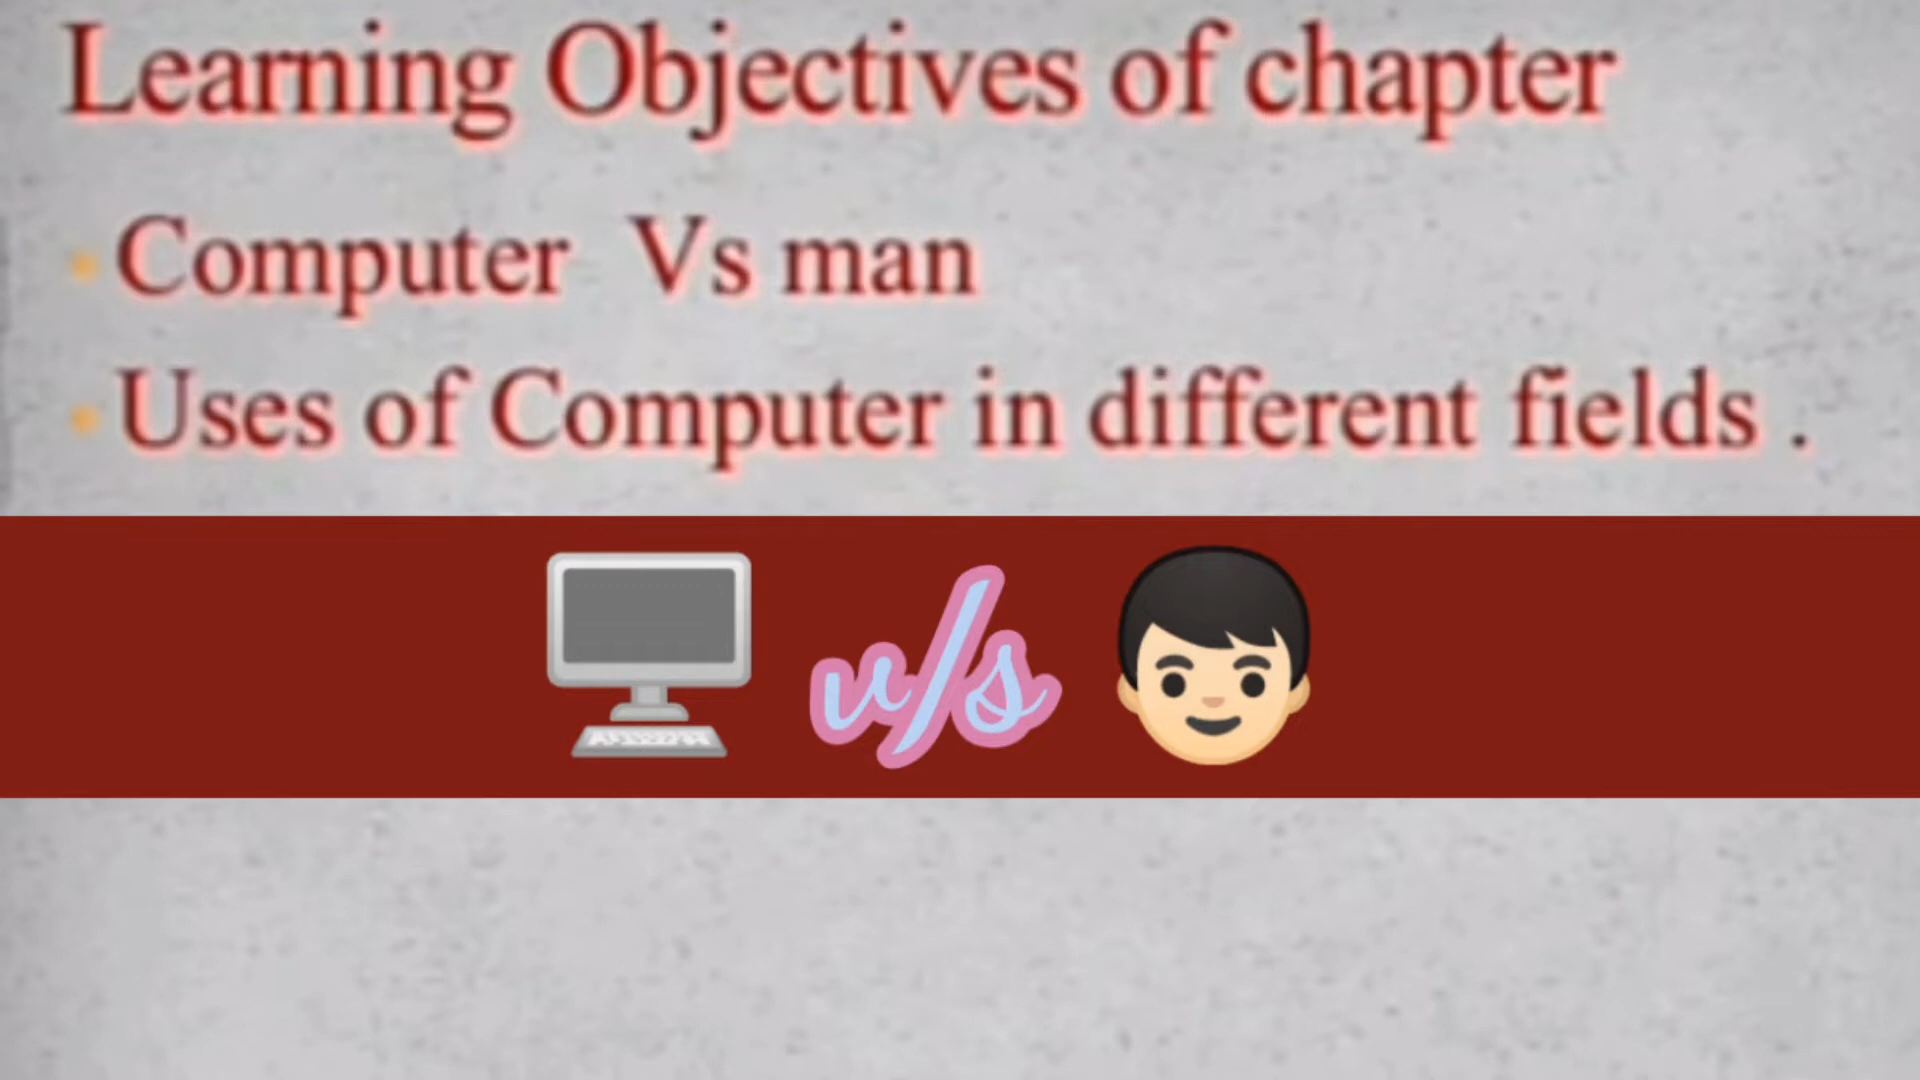 Learning Objectives of chapter
• Computer Vs man
• Uses of Computer in different fields .
v/s